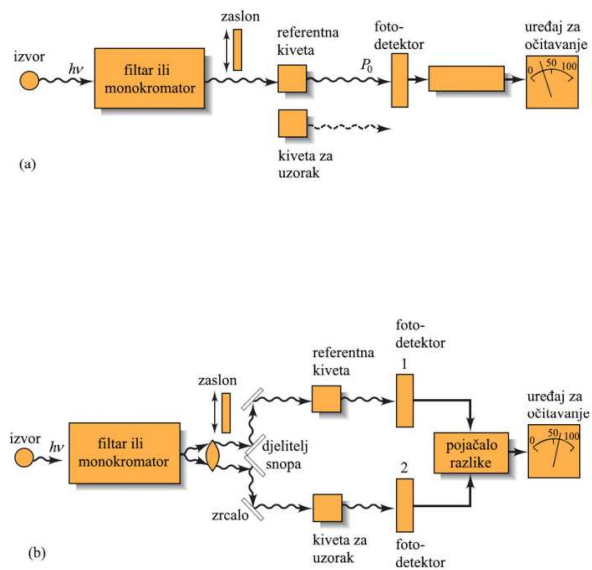 zaslon
referentna
kiveta
foto-
detektor
uređaj za
očitavanje
izvor
hν
filtar ili
monokromator
P₀
0 50 100
kiveta za
uzorak
(a)
foto-
detektor
1
referentna
kiveta
zaslon
uređaj za
očitavanje
izvor
hν
filtar ili
monokromator
djelitelj
snopa
pojačalo
razlike
0 50 100
2
zrcalo
kiveta za
uzorak
foto-
detektor
(b)